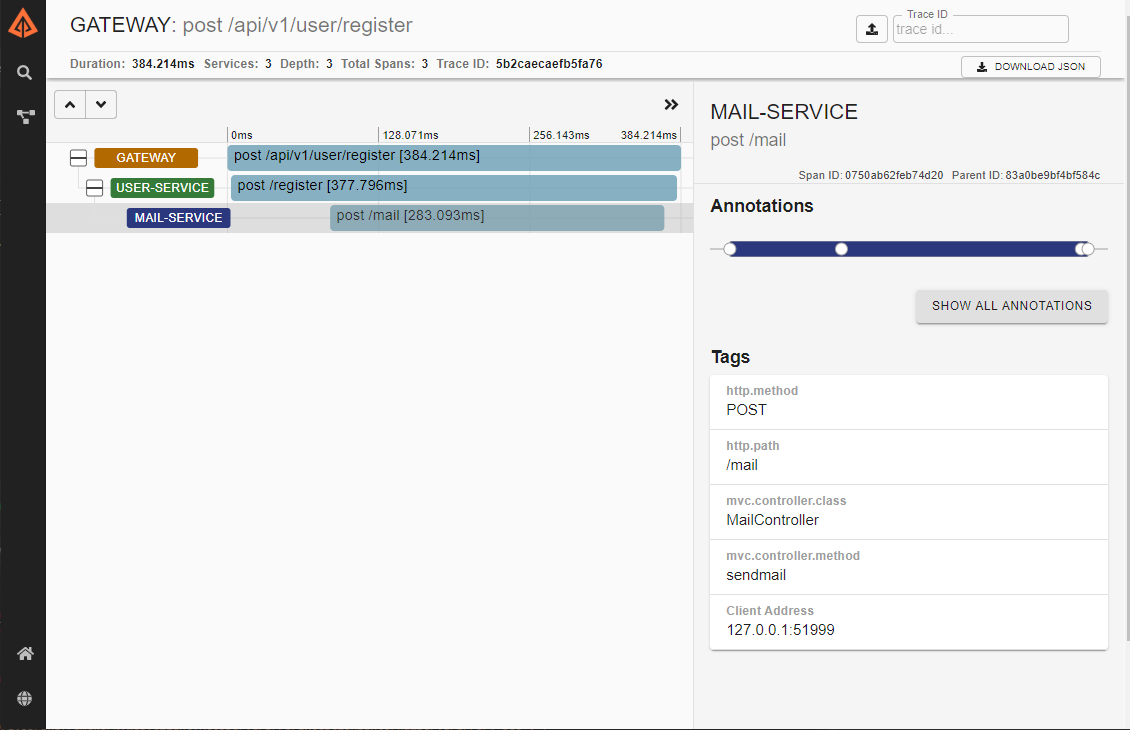 GATEWAY: post /api/v1/user/register
Trace ID
trace id...
Duration: 384.214ms Services: 3 Depth: 3 Total Spans: 3 Trace ID: 5b2caecaefb5fa76
DOWNLOAD JSON
0ms 128.071ms 256.143ms 384.214ms
GATEWAY post /api/v1/user/register [384.214ms]
USER-SERVICE post /register [377.796ms]
MAIL-SERVICE post /mail [283.093ms]
MAIL-SERVICE
post /mail
Span ID: 0750ab62feb74d20 Parent ID: 83a0be9bf4bf584c
Annotations
SHOW ALL ANNOTATIONS
Tags
http.method
POST
http.path
/mail
mvc.controller.class
MailController
mvc.controller.method
sendmail
Client Address
127.0.0.1:51999